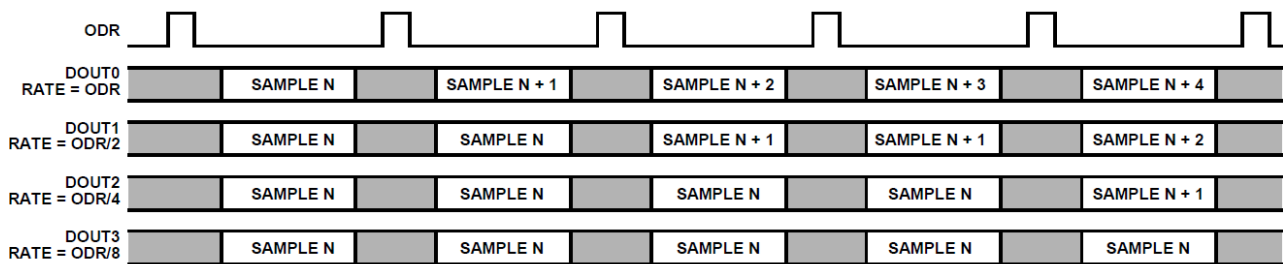 ODR
DOUT0
RATE = ODR
SAMPLE N
SAMPLE N + 1
SAMPLE N + 2
SAMPLE N + 3
SAMPLE N + 4
DOUT1
RATE = ODR/2
SAMPLE N
SAMPLE N
SAMPLE N + 1
SAMPLE N + 1
SAMPLE N + 2
DOUT2
RATE = ODR/4
SAMPLE N
SAMPLE N
SAMPLE N
SAMPLE N
SAMPLE N + 1
DOUT3
RATE = ODR/8
SAMPLE N
SAMPLE N
SAMPLE N
SAMPLE N
SAMPLE N